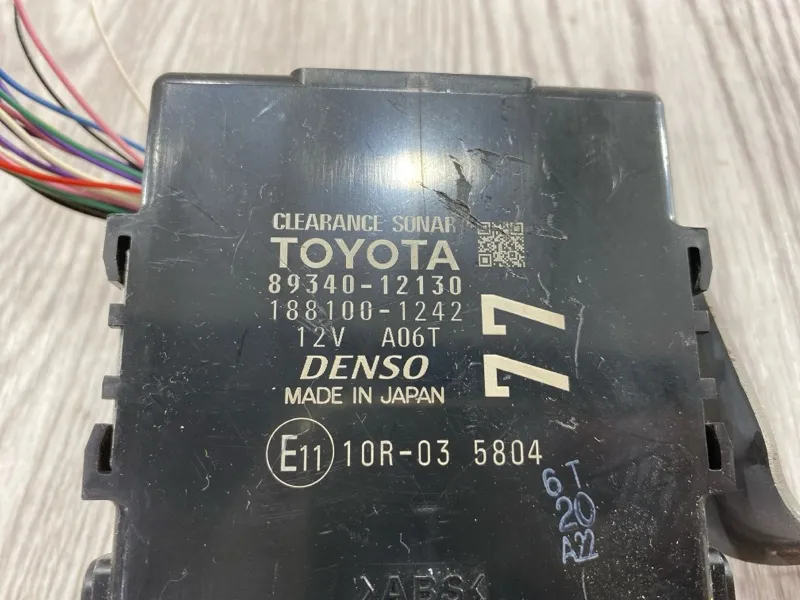 CLEARANCE SONAR
TOYOTA
89340-12130
188100-1242
12V A06T
DENSO
MADE IN JAPAN
77
E11 10R-03 5804
6T
20
A22
>ABS<